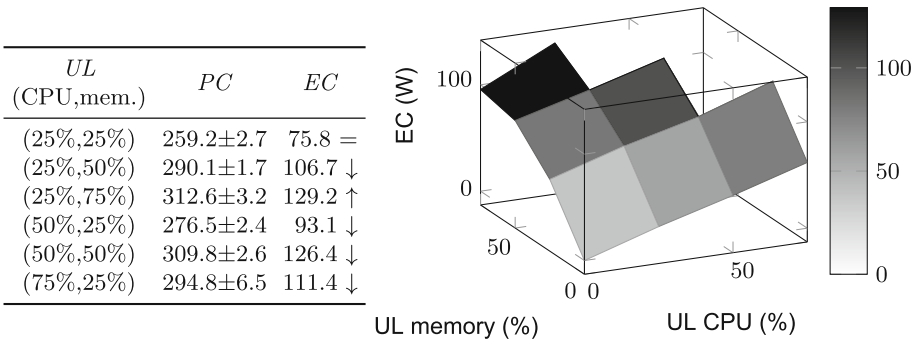 UL PC EC
(CPU,mem.)
(25%,25%) 259.2±2.7 75.8 =
(25%,50%) 290.1±1.7 106.7 ↓
(25%,75%) 312.6±3.2 129.2 ↑
(50%,25%) 276.5±2.4 93.1 ↓
(50%,50%) 309.8±2.6 126.4 ↓
(75%,25%) 294.8±6.5 111.4 ↓
EC (W)
100
0
50
0
UL memory (%)
0
50
UL CPU (%)
100
50
0